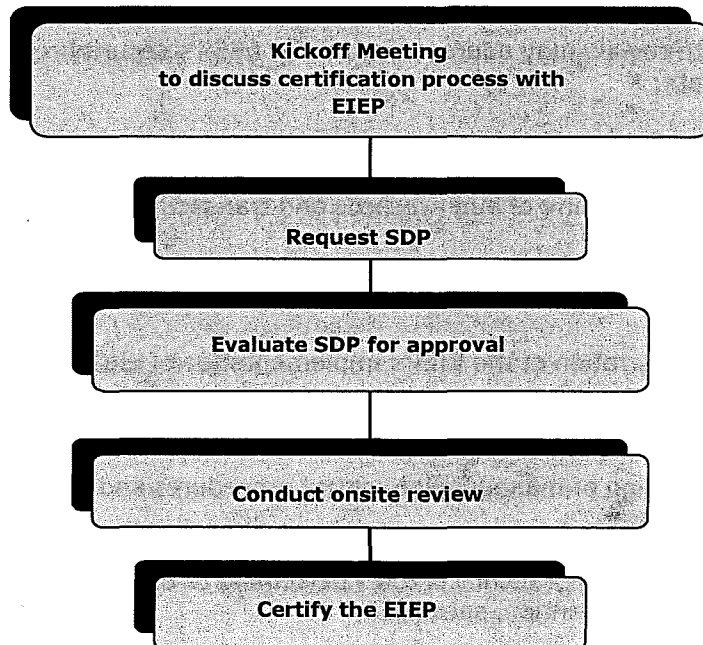 Kickoff Meeting
to discuss certification process with
EIEP
Request SDP
Evaluate SDP for approval
Conduct onsite review
Certify the EIEP